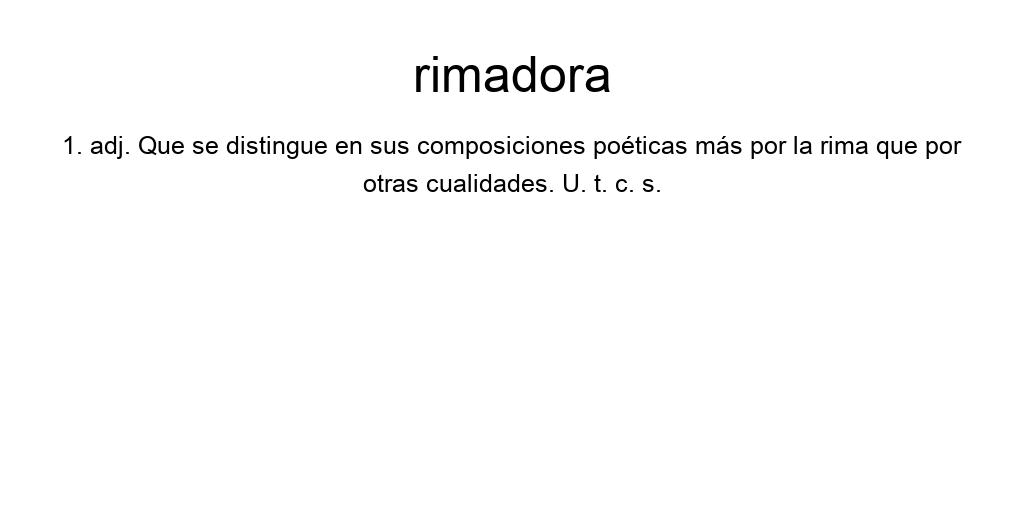 rimadora
1. adj. Que se distingue en sus composiciones poéticas más por la rima que por
otras cualidades. U. t. c. s.